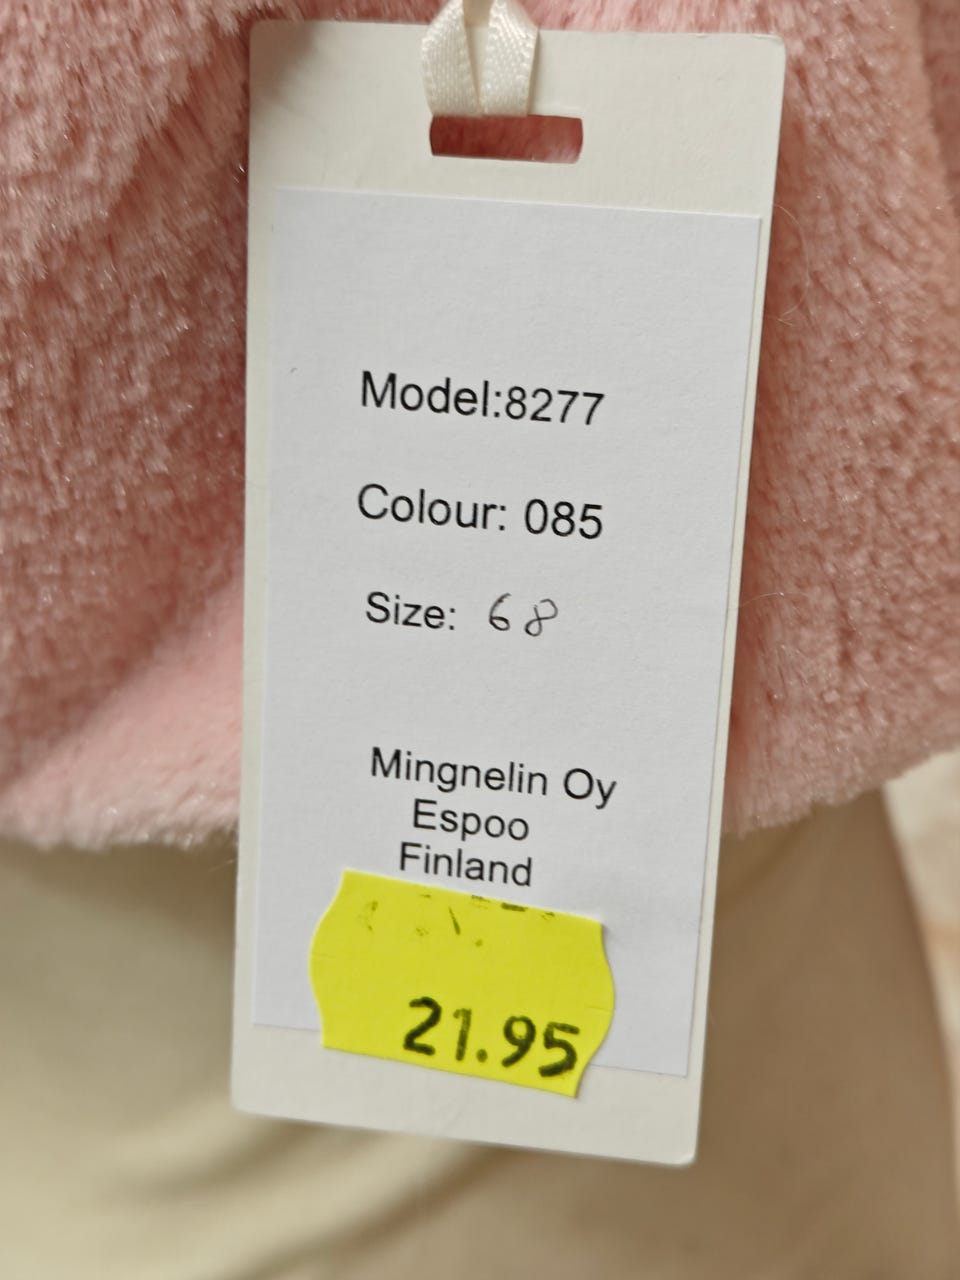 Model:8277
Colour: 085
Size: 68
Mingnelin Oy
Espoo
Finland
21.95